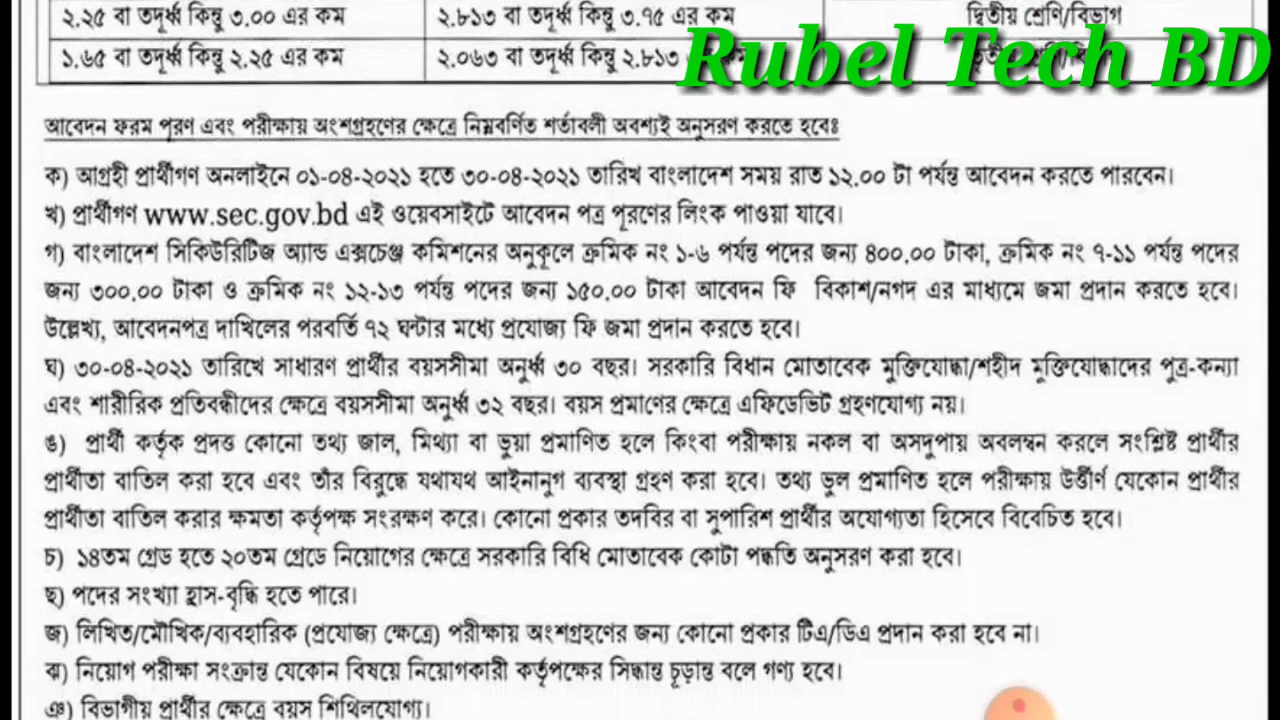 ২.২৫ বা তদূর্ধ্ব কিন্তু ৩.০০ এর কম ২.৮১৩ বা তদূর্ধ্ব কিন্তু ৩.৭৫ এর কম দ্বিতীয় শ্রেণি/বিভাগ
১.৬৫ বা তদূর্ধ্ব কিন্তু ২.২৫ এর কম ২.০৬৩ বা তদূর্ধ্ব কিন্তু ২.৮১৩
Rubel Tech BD
আবেদন ফরম পূরণ এবং পরীক্ষায় অংশগ্রহণের ক্ষেত্রে নিম্নবর্ণিত শর্তাবলী অবশ্যই অনুসরণ করতে হবেঃ
ক) আগ্রহী প্রার্থীগণ অনলাইনে ০১-০৪-২০২১ হতে ৩০-০৪-২০২১ তারিখ বাংলাদেশ সময় রাত ১২.০০ টা পর্যন্ত আবেদন করতে পারবেন।
খ) প্রার্থীগণ www.sec.gov.bd এই ওয়েবসাইটে আবেদন পত্র পূরণের লিংক পাওয়া যাবে।
গ) বাংলাদেশ সিকিউরিটিজ অ্যান্ড এক্সচেঞ্জ কমিশনের অনুকূলে ক্রমিক নং ১-৬ পর্যন্ত পদের জন্য ৪০০.০০ টাকা, ক্রমিক নং ৭-১১ পর্যন্ত পদের
জন্য ৩০০.০০ টাকা ও ক্রমিক নং ১২-১৩ পর্যন্ত পদের জন্য ১৫০.০০ টাকা আবেদন ফি বিকাশ/নগদ এর মাধ্যমে জমা প্রদান করতে হবে।
উল্লেখ্য, আবেদনপত্র দাখিলের পরবর্তি ৭২ ঘন্টার মধ্যে প্রযোজ্য ফি জমা প্রদান করতে হবে।
ঘ) ৩০-০৪-২০২১ তারিখে সাধারণ প্রার্থীর বয়সসীমা অনুর্ধ্ব ৩০ বছর। সরকারি বিধান মোতাবেক মুক্তিযোদ্ধা/শহীদ মুক্তিযোদ্ধাদের পুত্র-কন্যা
এবং শারীরিক প্রতিবন্ধীদের ক্ষেত্রে বয়সসীমা অনুর্ধ্ব ৩২ বছর। বয়স প্রমাণের ক্ষেত্রে এফিডেভিট গ্রহণযোগ্য নয়।
ঙ) প্রার্থী কর্তৃক প্রদত্ত কোনো তথ্য জাল, মিথ্যা বা ভুয়া প্রমাণিত হলে কিংবা পরীক্ষায় নকল বা অসদুপায় অবলম্বন করলে সংশ্লিষ্ট প্রার্থীর
প্রার্থীতা বাতিল করা হবে এবং তাঁর বিরুদ্ধে যথাযথ আইনানুগ ব্যবস্থা গ্রহণ করা হবে। তথ্য ভুল প্রমাণিত হলে পরীক্ষায় উর্ত্তীর্ণ যেকোন প্রার্থীর
প্রার্থীতা বাতিল করার ক্ষমতা কর্তৃপক্ষ সংরক্ষণ করে। কোনো প্রকার তদবির বা সুপারিশ প্রার্থীর অযোগ্যতা হিসেবে বিবেচিত হবে।
চ) ১৪তম গ্রেড হতে ২০তম গ্রেডে নিয়োগের ক্ষেত্রে সরকারি বিধি মোতাবেক কোটা পদ্ধতি অনুসরণ করা হবে।
ছ) পদের সংখ্যা হ্রাস-বৃদ্ধি হতে পারে।
জ) লিখিত/মৌখিক/ব্যবহারিক (প্রযোজ্য ক্ষেত্রে) পরীক্ষায় অংশগ্রহণের জন্য কোনো প্রকার টিএ/ডিএ প্রদান করা হবে না।
ঝ) নিয়োগ পরীক্ষা সংক্রান্ত যেকোন বিষয়ে নিয়োগকারী কর্তৃপক্ষের সিদ্ধান্ত চূড়ান্ত বলে গণ্য হবে।
ঞ) বিভাগীয় প্রার্থীর ক্ষেত্রে বয়স শিথিলযোগ্য।